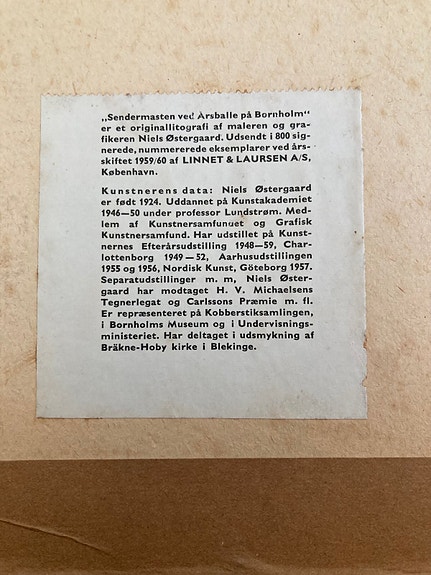 „Sendermasten ved Årsballe på Bornholm“
er et originallitografi af maleren og gra-
fikeren Niels Østergaard. Udsendt i 800 sig-
nerede, nummererede eksemplarer ved års-
skiftet 1959/60 af LINNET & LAURSEN A/S,
København.
Kunstnerens data: Niels Østergaard
er født 1924. Uddannet på Kunstakademiet
1946—50 under professor Lundstrøm. Med-
lem af Kunstnersamfundet og Grafisk
Kunstnersamfund. Har udstillet på Kunst-
nernes Efterårsudstilling 1948—59, Char-
lottenborg 1949—52, Aarhusudstillingen
1955 og 1956, Nordisk Kunst, Göteborg 1957.
Separatudstillinger m. m, Niels Øster-
gaard har modtaget H. V. Michaelsens
Tegnerlegat og Carlssons Præmie m. fl.
Er repræsenteret på Kobberstiksamlingen,
i Bornholms Museum og i Undervisnings-
ministeriet. Har deltaget i udsmykning af
Bräkne-Hoby kirke i Blekinge.